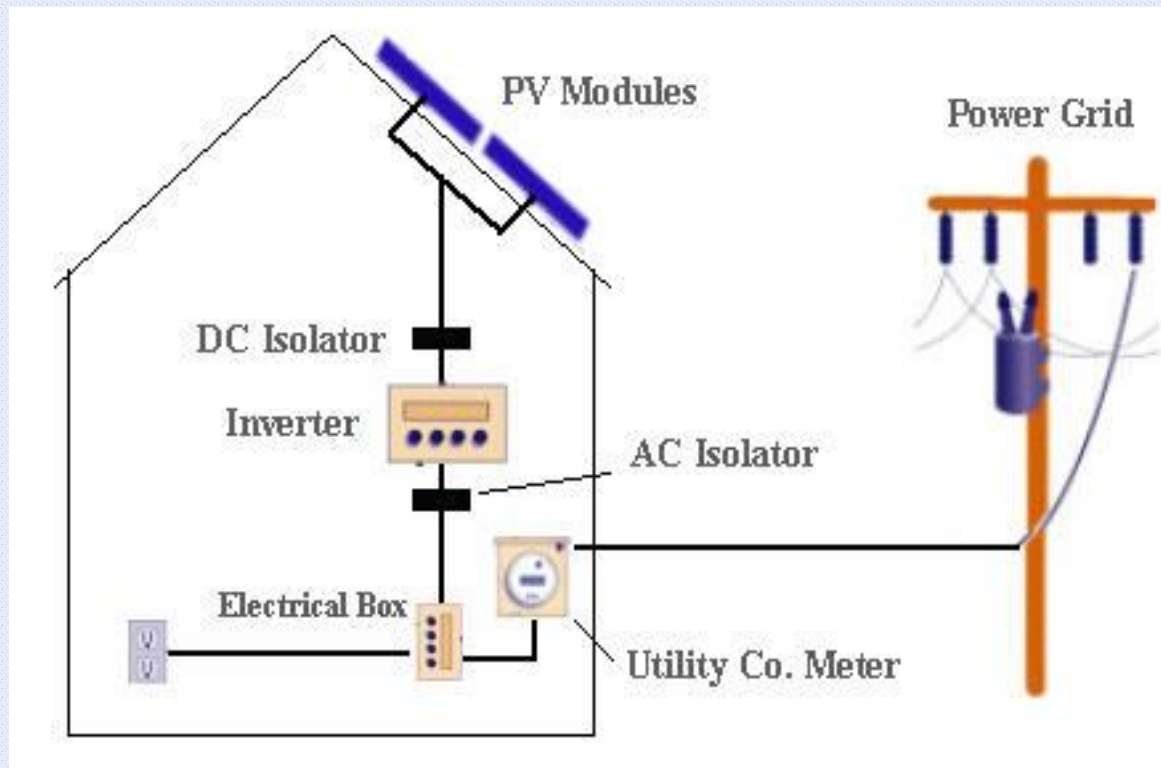 PV Modules
Power Grid
DC Isolator
Inverter
AC Isolator
Electrical Box
Utility Co. Meter